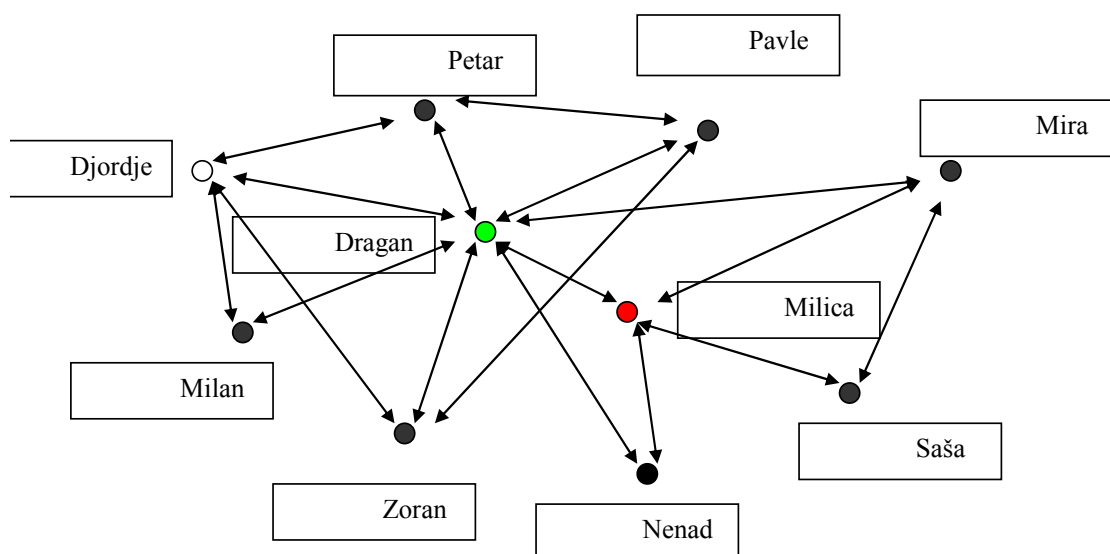 Pavle
Petar
Mira
Djordje
Dragan
Milica
Milan
Saša
Zoran
Nenad